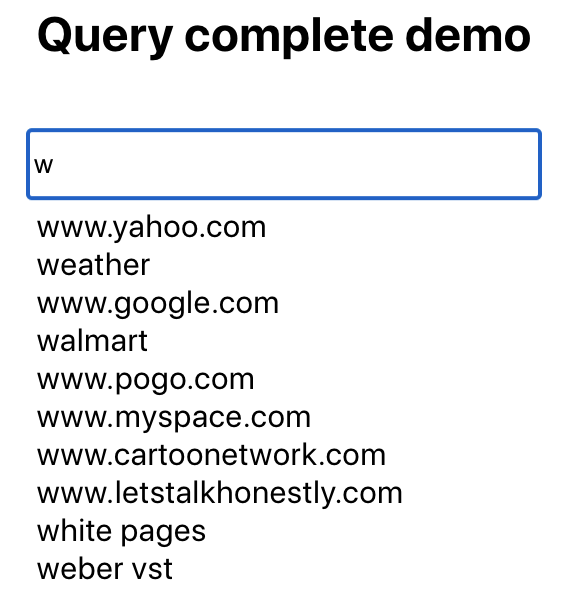 Query complete demo
w
www.yahoo.com
weather
www.google.com
walmart
www.pogo.com
www.myspace.com
www.cartoonetwork.com
www.letstalkhonestly.com
white pages
weber vst